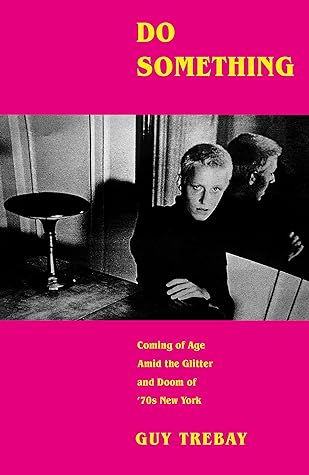 DO
SOMETHING
Coming of Age
Amid the Glitter
and Doom of
'70s New York
GUY TREBAY